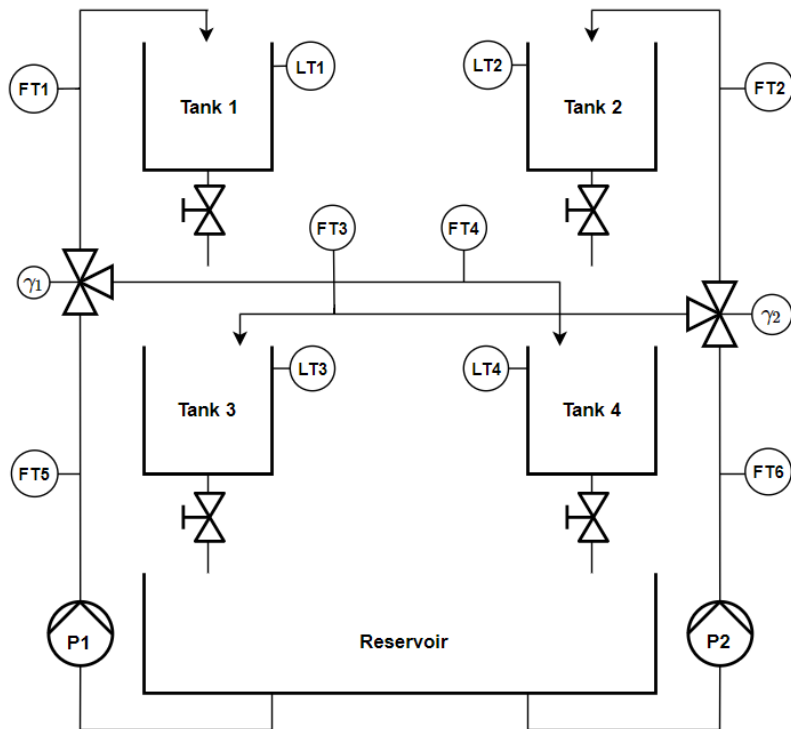 FT1
LT1
LT2
FT2
Tank 1
Tank 2
FT3
FT4
γ1
γ2
LT3
LT4
Tank 3
Tank 4
FT5
FT6
P1
Reservoir
P2